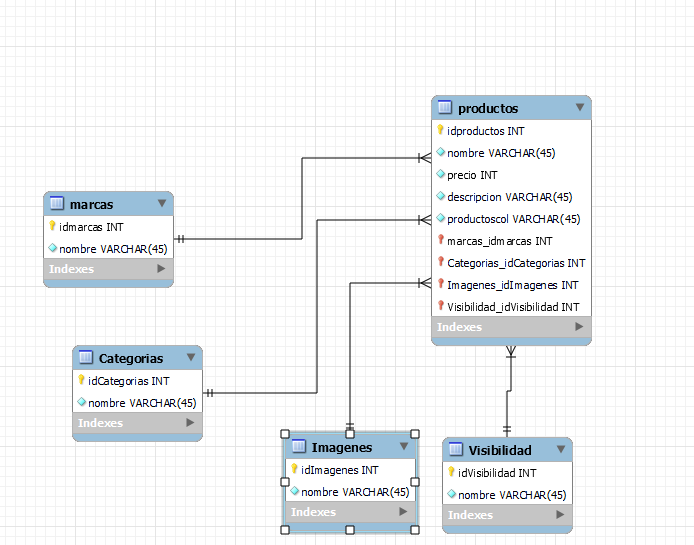 productos
idproductos INT
nombre VARCHAR(45)
precio INT
descripcion VARCHAR(45)
productoscol VARCHAR(45)
marcas_idmarcas INT
Categorias_idCategorias INT
Imagenes_idImagenes INT
Visibilidad_idVisibilidad INT
Indexes
marcas
idmarcas INT
nombre VARCHAR(45)
Indexes
Categorias
idCategorias INT
nombre VARCHAR(45)
Indexes
Imagenes
idImagenes INT
nombre VARCHAR(45)
Indexes
Visibilidad
idVisibilidad INT
nombre VARCHAR(45)
Indexes